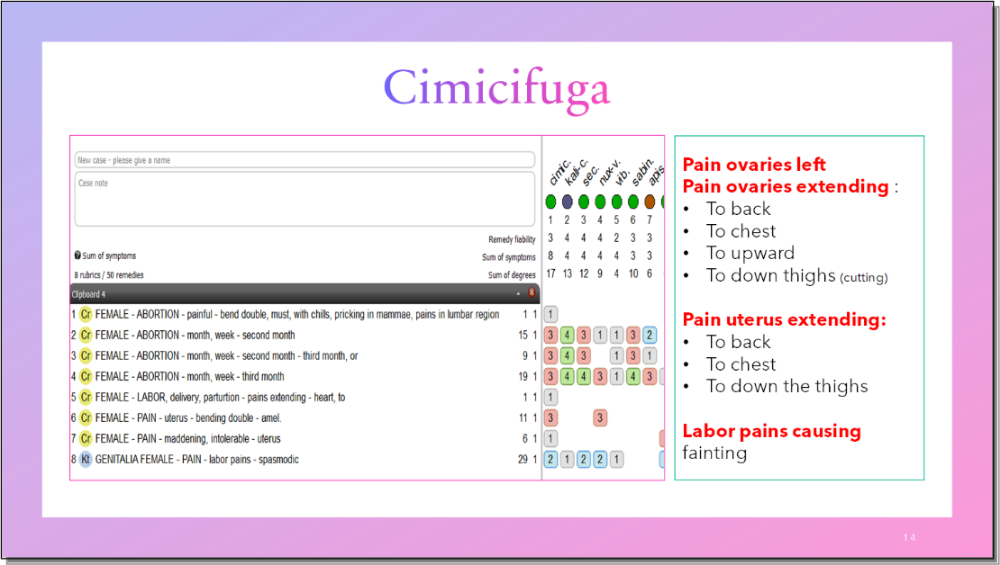 Cimicifuga
New case - please give a name
Case note
cimic. kali-c. sec. nux-v. vib. sabin. apis
1 2 3 4 5 6 7
Remedy fiability 3 4 4 4 2 3 3
Sum of symptoms Sum of symptoms 8 4 4 4 4 3 3
8 rubrics / 50 remedies Sum of degrees 17 13 12 9 4 10 6
Clipboard 4
1 Cr FEMALE - ABORTION - painful - bend double, must, with chills, pricking in mammae, pains in lumbar region 1 1 1
2 Cr FEMALE - ABORTION - month, week - second month 15 1 3 4 3 1 1 3 2
3 Cr FEMALE - ABORTION - month, week - second month - third month, or 9 1 3 4 3 1 3 1
4 Cr FEMALE - ABORTION - month, week - third month 19 1 3 4 4 3 1 4 3
5 Cr FEMALE - LABOR, delivery, parturtion - pains extending - heart, to 1 1 1
6 Cr FEMALE - PAIN - uterus - bending double - amel. 11 1 3 3
7 Cr FEMALE - PAIN - maddening, intolerable - uterus 6 1 1
8 Kt GENITALIA FEMALE - PAIN - labor pains - spasmodic 29 1 2 1 2 2 1
Pain ovaries left
Pain ovaries extending :
• To back
• To chest
• To upward
• To down thighs (cutting)
Pain uterus extending:
• To back
• To chest
• To down the thighs
Labor pains causing
fainting
14